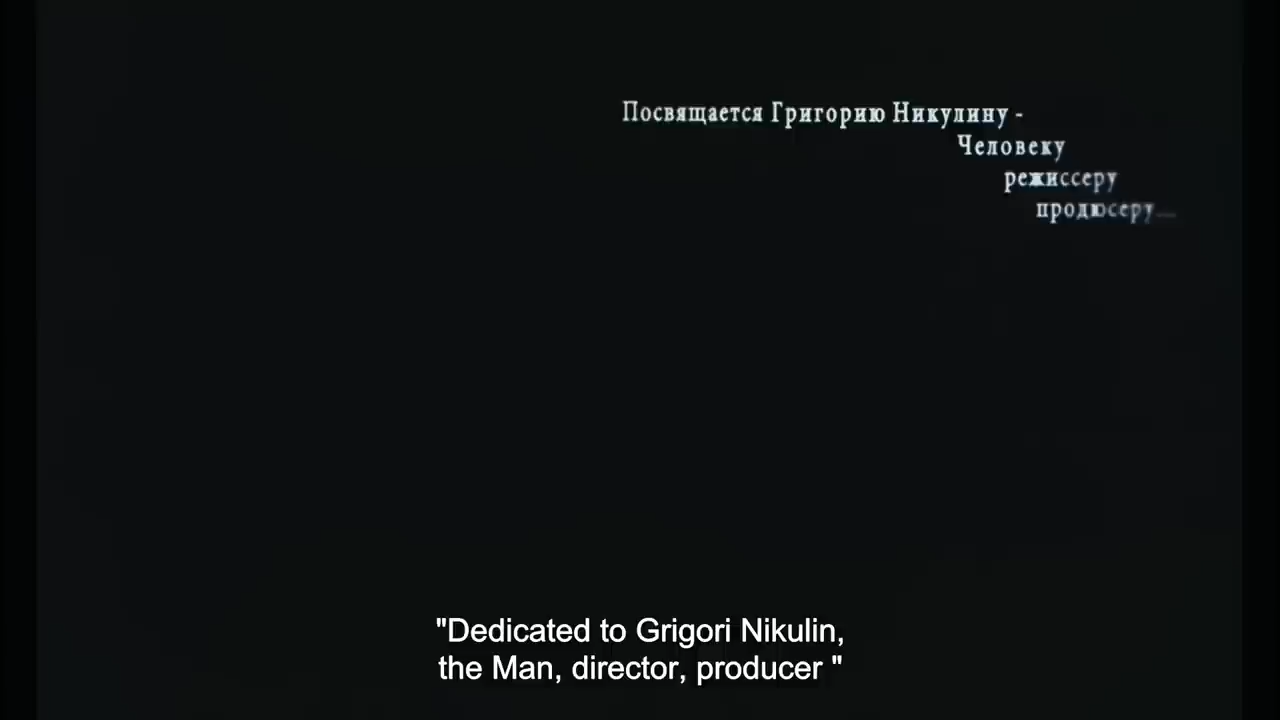 Посвящается Григорию Никулину -
Человеку
режиссеру
продюсеру...
"Dedicated to Grigori Nikulin,
the Man, director, producer "